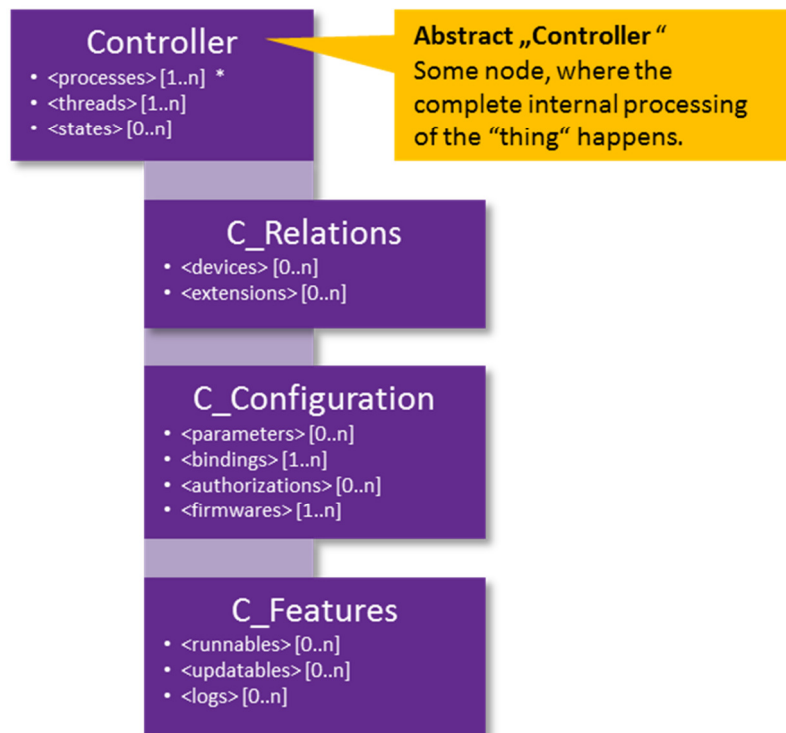 Controller
• <processes> [1..n] *
• <threads> [1..n]
• <states> [0..n]
Abstract „Controller “
Some node, where the
complete internal processing
of the “thing“ happens.
C_Relations
• <devices> [0..n]
• <extensions> [0..n]
C_Configuration
• <parameters> [0..n]
• <bindings> [1..n]
• <authorizations> [0..n]
• <firmwares> [1..n]
C_Features
• <runnables> [0..n]
• <updatables> [0..n]
• <logs> [0..n]